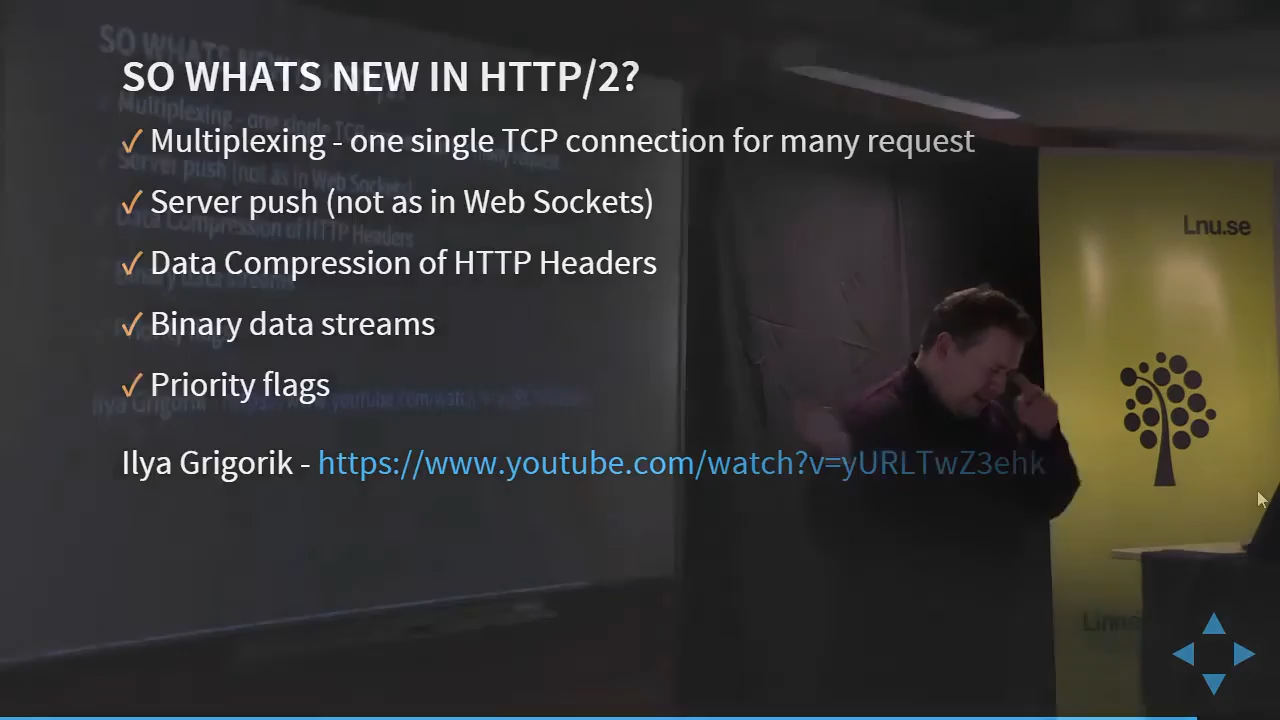 SO WHATS NEW IN HTTP/2?
✓ Multiplexing - one single TCP connection for many request
✓ Server push (not as in Web Sockets)
✓ Data Compression of HTTP Headers
✓ Binary data streams
✓ Priority flags
Ilya Grigorik - https://www.youtube.com/watch?v=yURLTwZ3ehk
Lnu.se